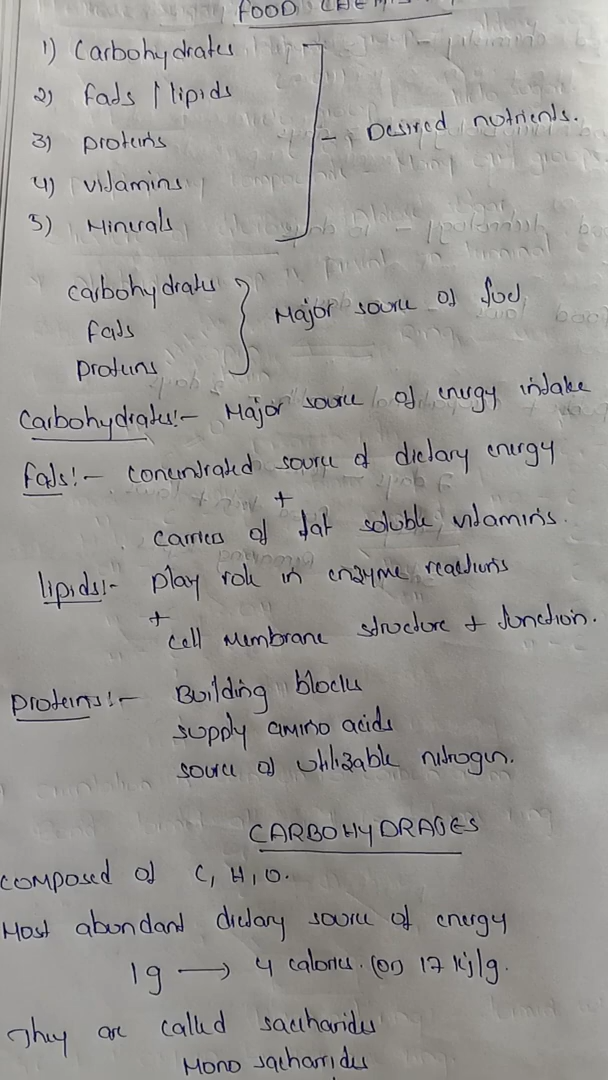 FOOD CHEMIS
1) Carbohydrates
2) Fats / lipids
3) proteins
4) vitamins
5) Minerals
- Desired nutrients.
Carbohydrates
Fats
Proteins
Major source of food
Carbohydrates:- Major source of energy intake
Fats:- Concentrated source of dietary energy
+
carriers of fat soluble vitamins.
lipids:- play role in enzyme reactions
+
cell Membrane structure + function.
Proteins:- Building blocks
supply amino acids
source of utilizable nitrogen.
CARBOHYDRATES
composed of C, H, O.
Most abundant dietary source of energy
1g → 4 calories. (or) 17 kj/g.
They are called saccharides
Mono saccharides